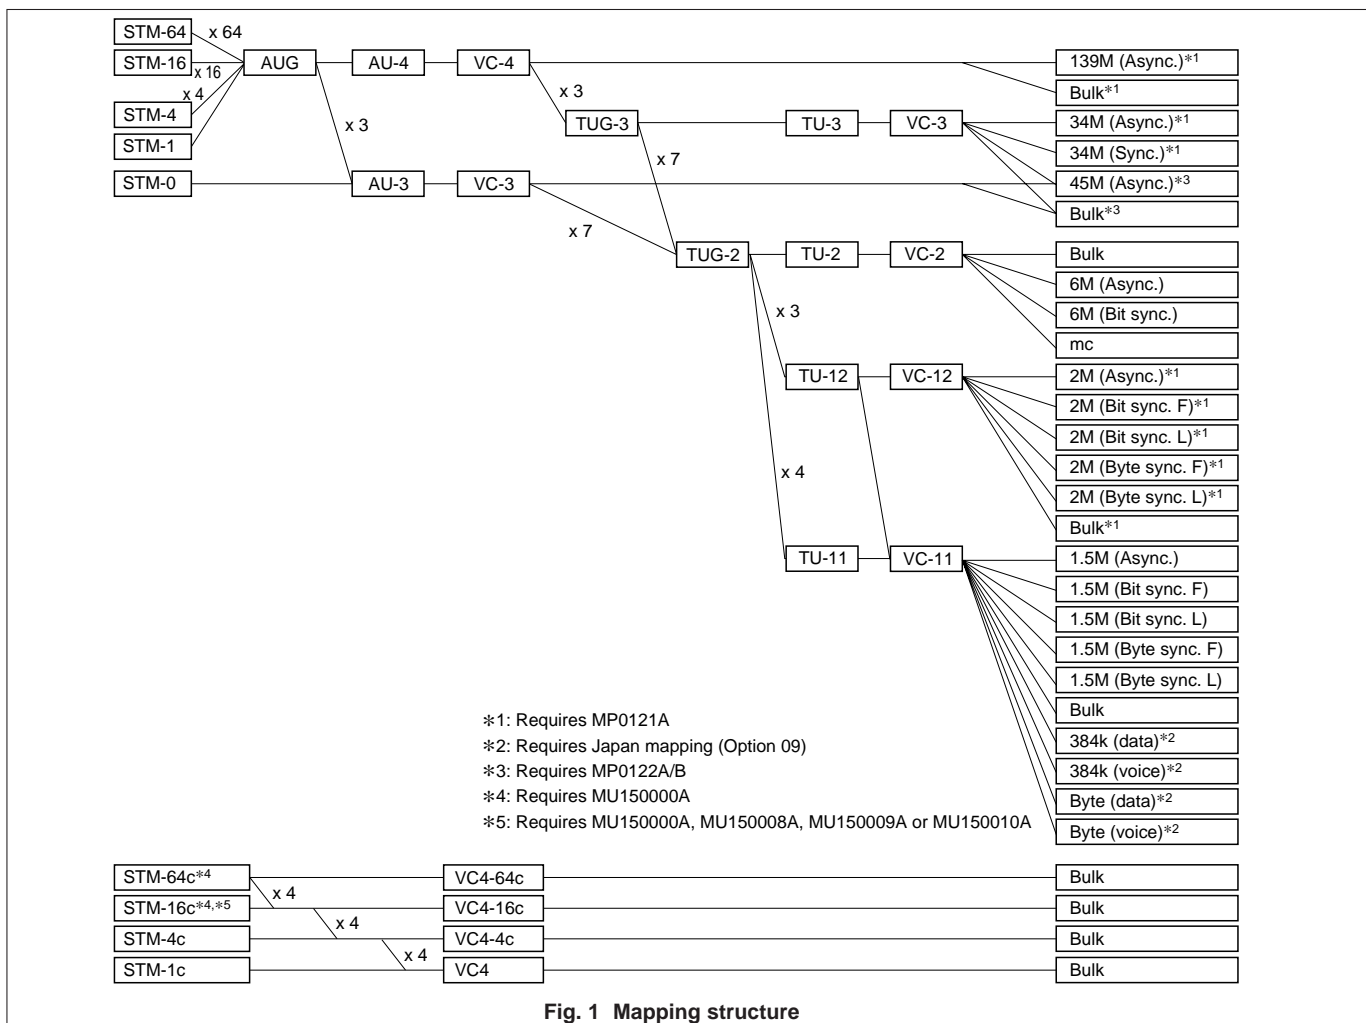 STM-64
x 64
STM-16
AUG
AU-4
VC-4
139M (Async.)*1
x 16
x 4
x 3
Bulk*1
STM-4
TUG-3
TU-3
VC-3
34M (Async.)*1
x 3
STM-1
x 7
34M (Sync.)*1
STM-0
AU-3
VC-3
45M (Async.)*3
Bulk*3
x 7
TUG-2
TU-2
VC-2
Bulk
6M (Async.)
x 3
6M (Bit sync.)
mc
TU-12
VC-12
2M (Async.)*1
2M (Bit sync. F)*1
2M (Bit sync. L)*1
x 4
2M (Byte sync. F)*1
2M (Byte sync. L)*1
Bulk*1
TU-11
VC-11
1.5M (Async.)
1.5M (Bit sync. F)
1.5M (Bit sync. L)
1.5M (Byte sync. F)
1.5M (Byte sync. L)
Bulk
384k (data)*2
384k (voice)*2
Byte (data)*2
Byte (voice)*2
*1: Requires MP0121A
*2: Requires Japan mapping (Option 09)
*3: Requires MP0122A/B
*4: Requires MU150000A
*5: Requires MU150000A, MU150008A, MU150009A or MU150010A
STM-64c*4
VC4-64c
Bulk
x 4
STM-16c*4,*5
VC4-16c
Bulk
x 4
STM-4c
VC4-4c
Bulk
x 4
STM-1c
VC4
Bulk
Fig. 1 Mapping structure